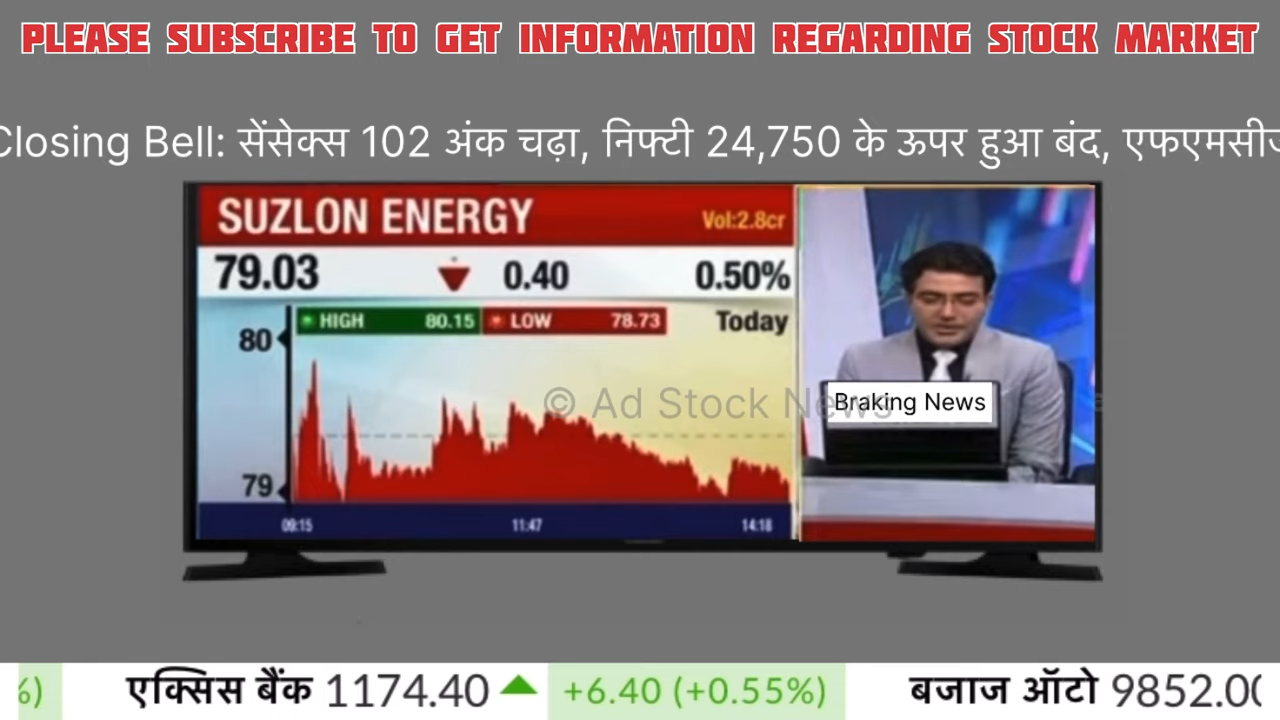 PLEASE SUBSCRIBE TO GET INFORMATION REGARDING STOCK MARKET
Closing Bell: सेंसेक्स 102 अंक चढ़ा, निफ्टी 24,750 के ऊपर हुआ बंद,
SUZLON ENERGY Vol:2.8cr
79.03 0.40 0.50%
HIGH 80.15 LOW 78.73 Today
80
© Ad Stock News
Braking News
79
09:15 11:47 14:18
%) एक्सिस बैंक 1174.40 +6.40 (+0.55%) बजाज ऑटो 9852.00